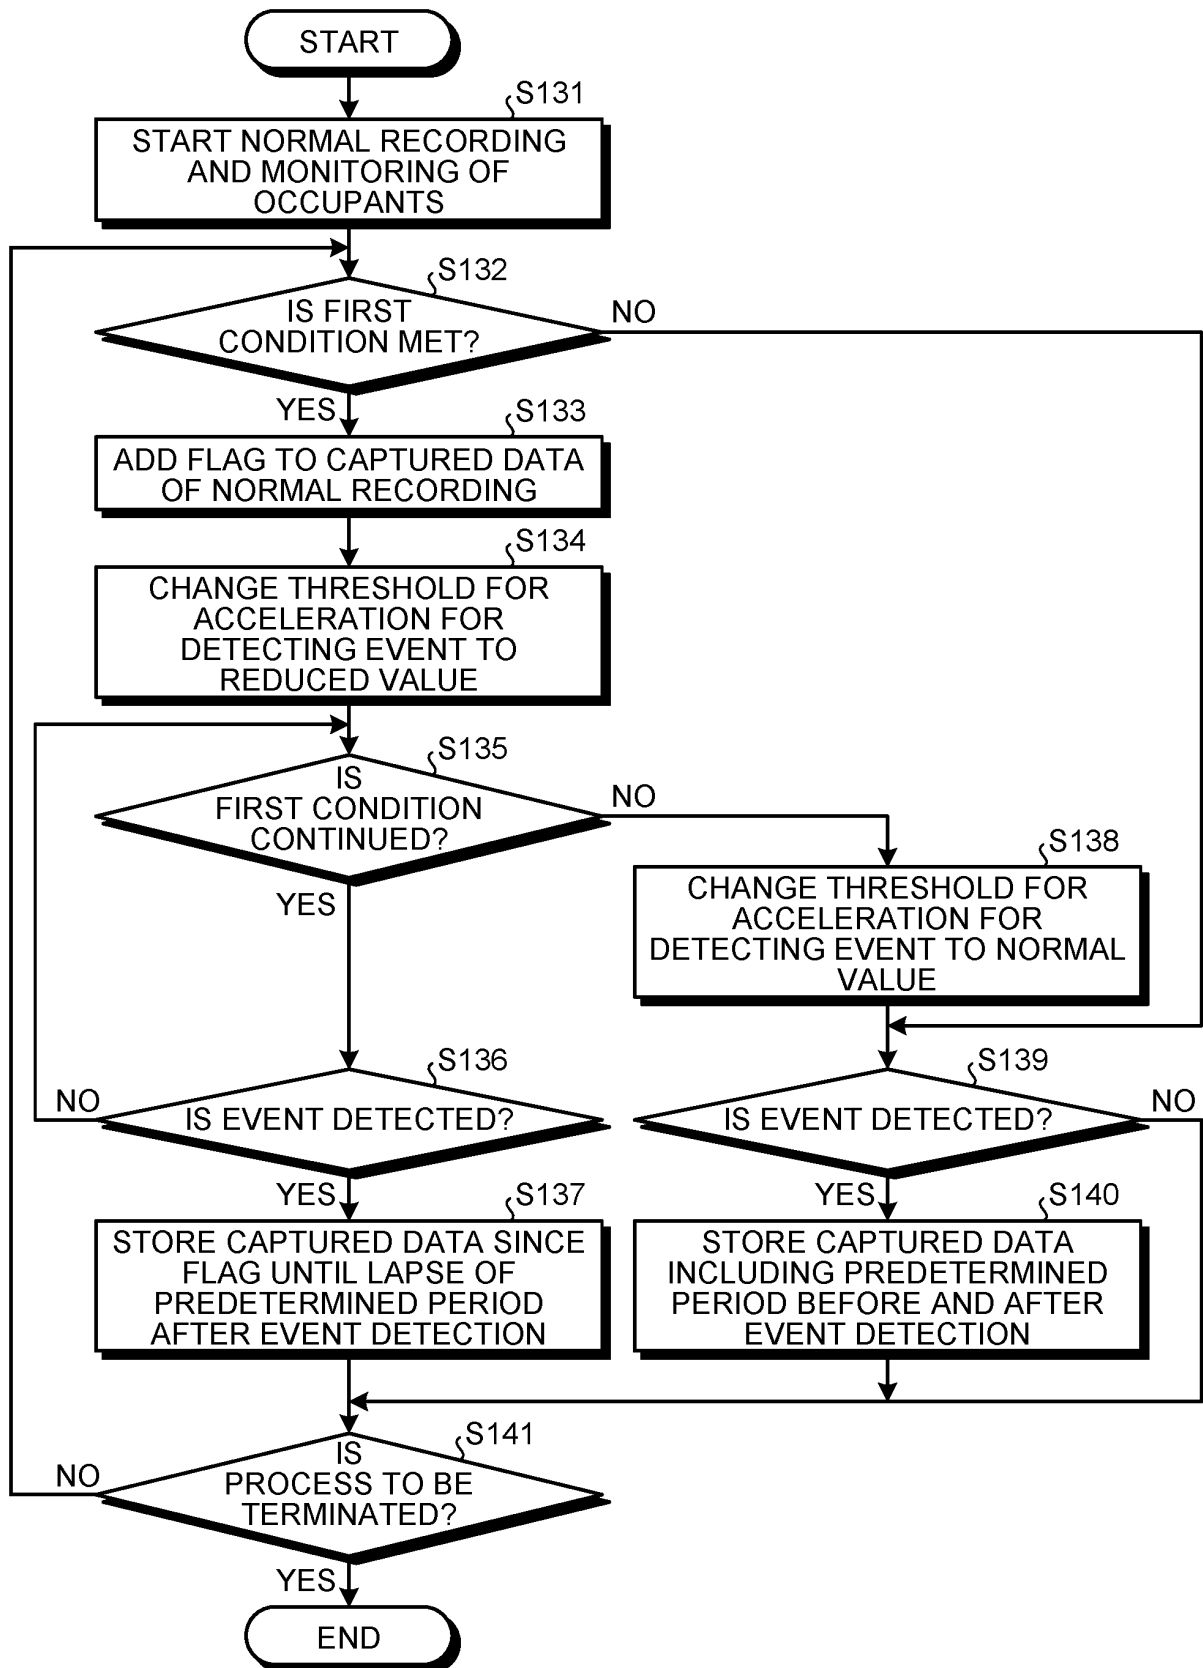 START
S131
START NORMAL RECORDING
AND MONITORING OF
OCCUPANTS
S132
IS FIRST
CONDITION MET?
NO
YES
S133
ADD FLAG TO CAPTURED DATA
OF NORMAL RECORDING
S134
CHANGE THRESHOLD FOR
ACCELERATION FOR
DETECTING EVENT TO
REDUCED VALUE
S135
IS
FIRST CONDITION
CONTINUED?
NO
YES
S138
CHANGE THRESHOLD FOR
ACCELERATION FOR
DETECTING EVENT TO NORMAL
VALUE
S136
IS EVENT DETECTED?
NO
YES
S139
IS EVENT DETECTED?
NO
YES
S137
STORE CAPTURED DATA SINCE
FLAG UNTIL LAPSE OF
PREDETERMINED PERIOD
AFTER EVENT DETECTION
S140
STORE CAPTURED DATA
INCLUDING PREDETERMINED
PERIOD BEFORE AND AFTER
EVENT DETECTION
S141
IS
PROCESS TO BE
TERMINATED?
NO
YES
END